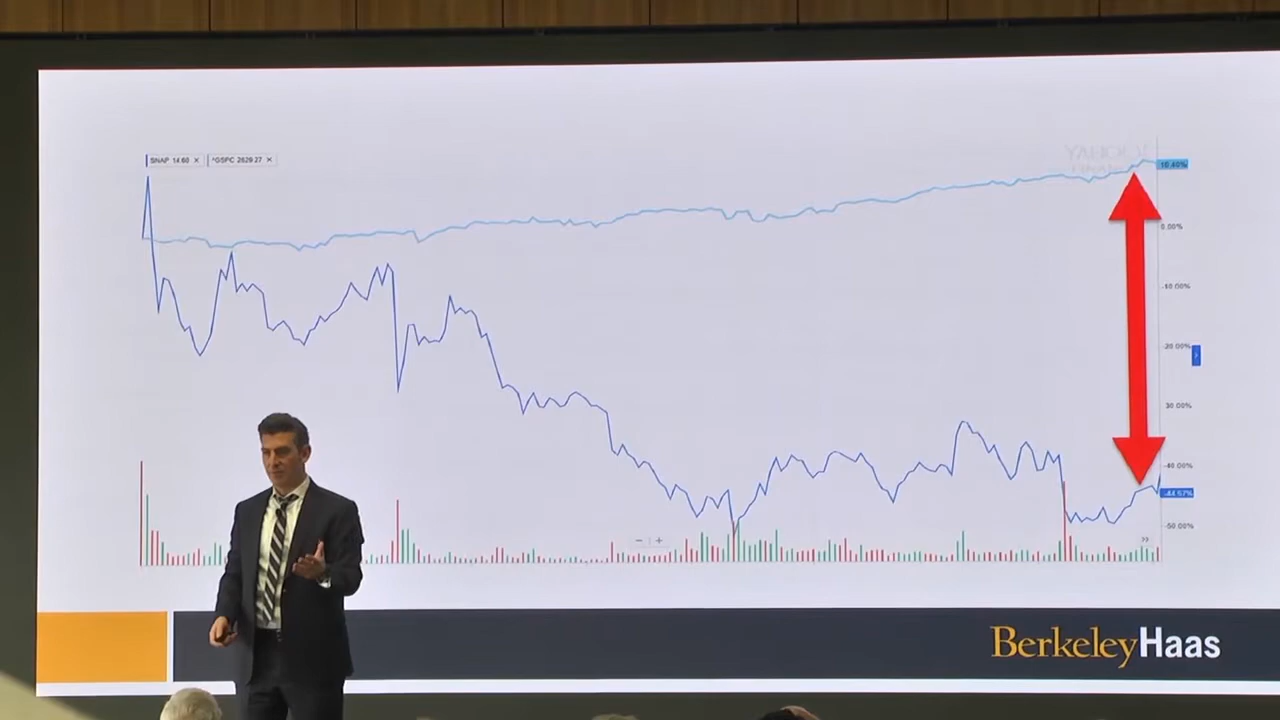 SNAP 14.60 × ^GSPC 2629.27 ×
YAHOO!
10.40%
0.00%
-10.00%
-20.00%
30.00%
-40.00%
-44.57%
-50.00%
BerkeleyHaas